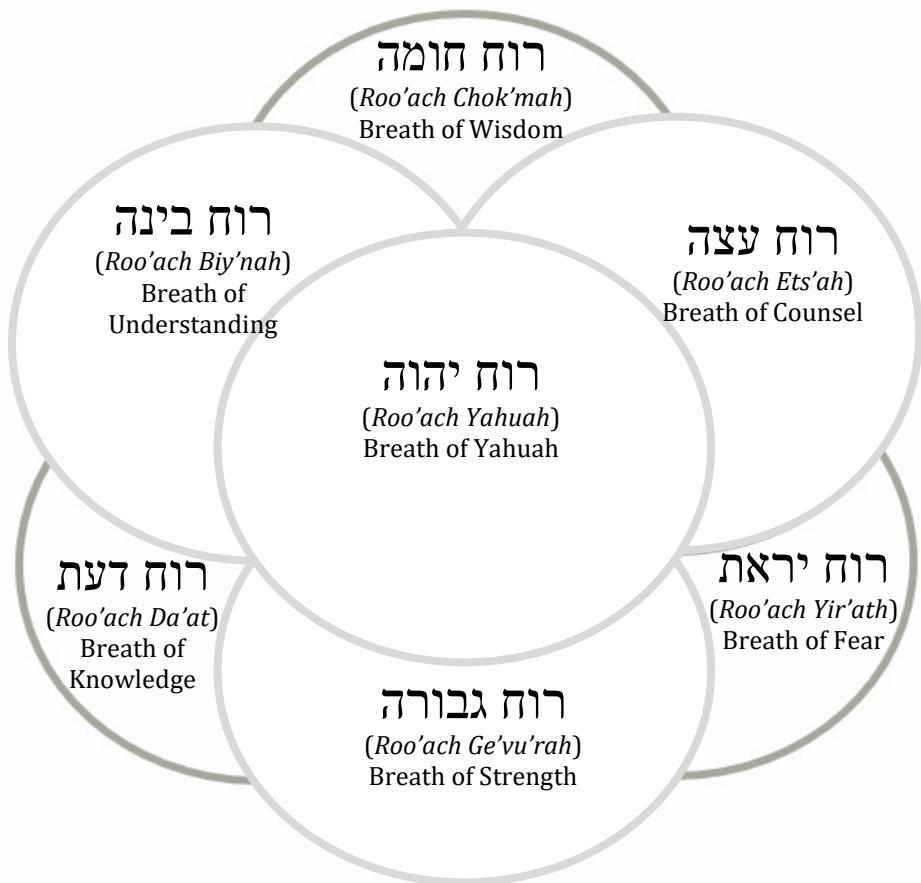 רוח חומה
(Roo’ach Chok’mah)
Breath of Wisdom
רוח בינה
(Roo’ach Biy’nah)
Breath of
Understanding
רוח עצה
(Roo’ach Ets’ah)
Breath of Counsel
רוח יהוה
(Roo’ach Yahuah)
Breath of Yahuah
רוח דעת
(Roo’ach Da’at)
Breath of
Knowledge
רוח יראת
(Roo’ach Yir’ath)
Breath of Fear
רוח גבורה
(Roo’ach Ge’vu’rah)
Breath of Strength